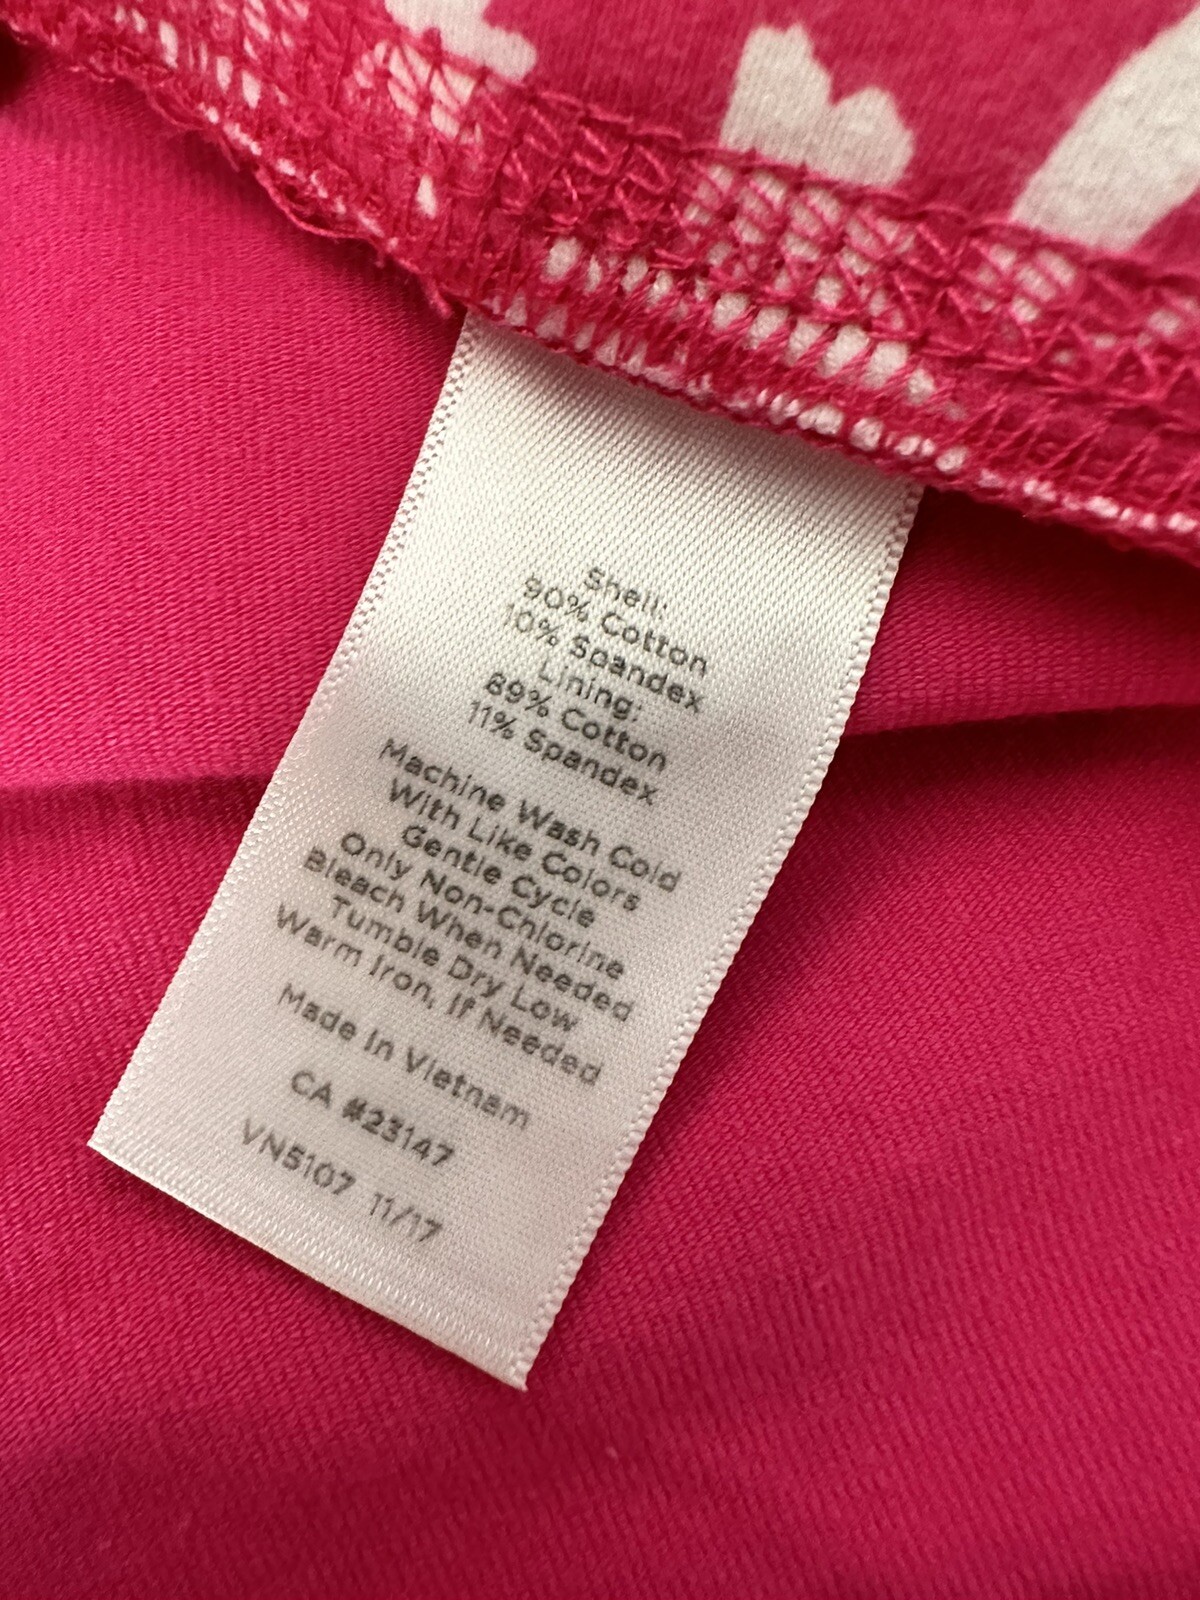 Shell:
90% Cotton
10% Spandex
Lining:
89% Cotton
11% Spandex
Machine Wash Cold
With Like Colors
Gentle Cycle
Only Non-Chlorine
Bleach When Needed
Tumble Dry Low
Warm Iron, If Needed
Made In Vietnam
CA #23147
VN5107 11/17